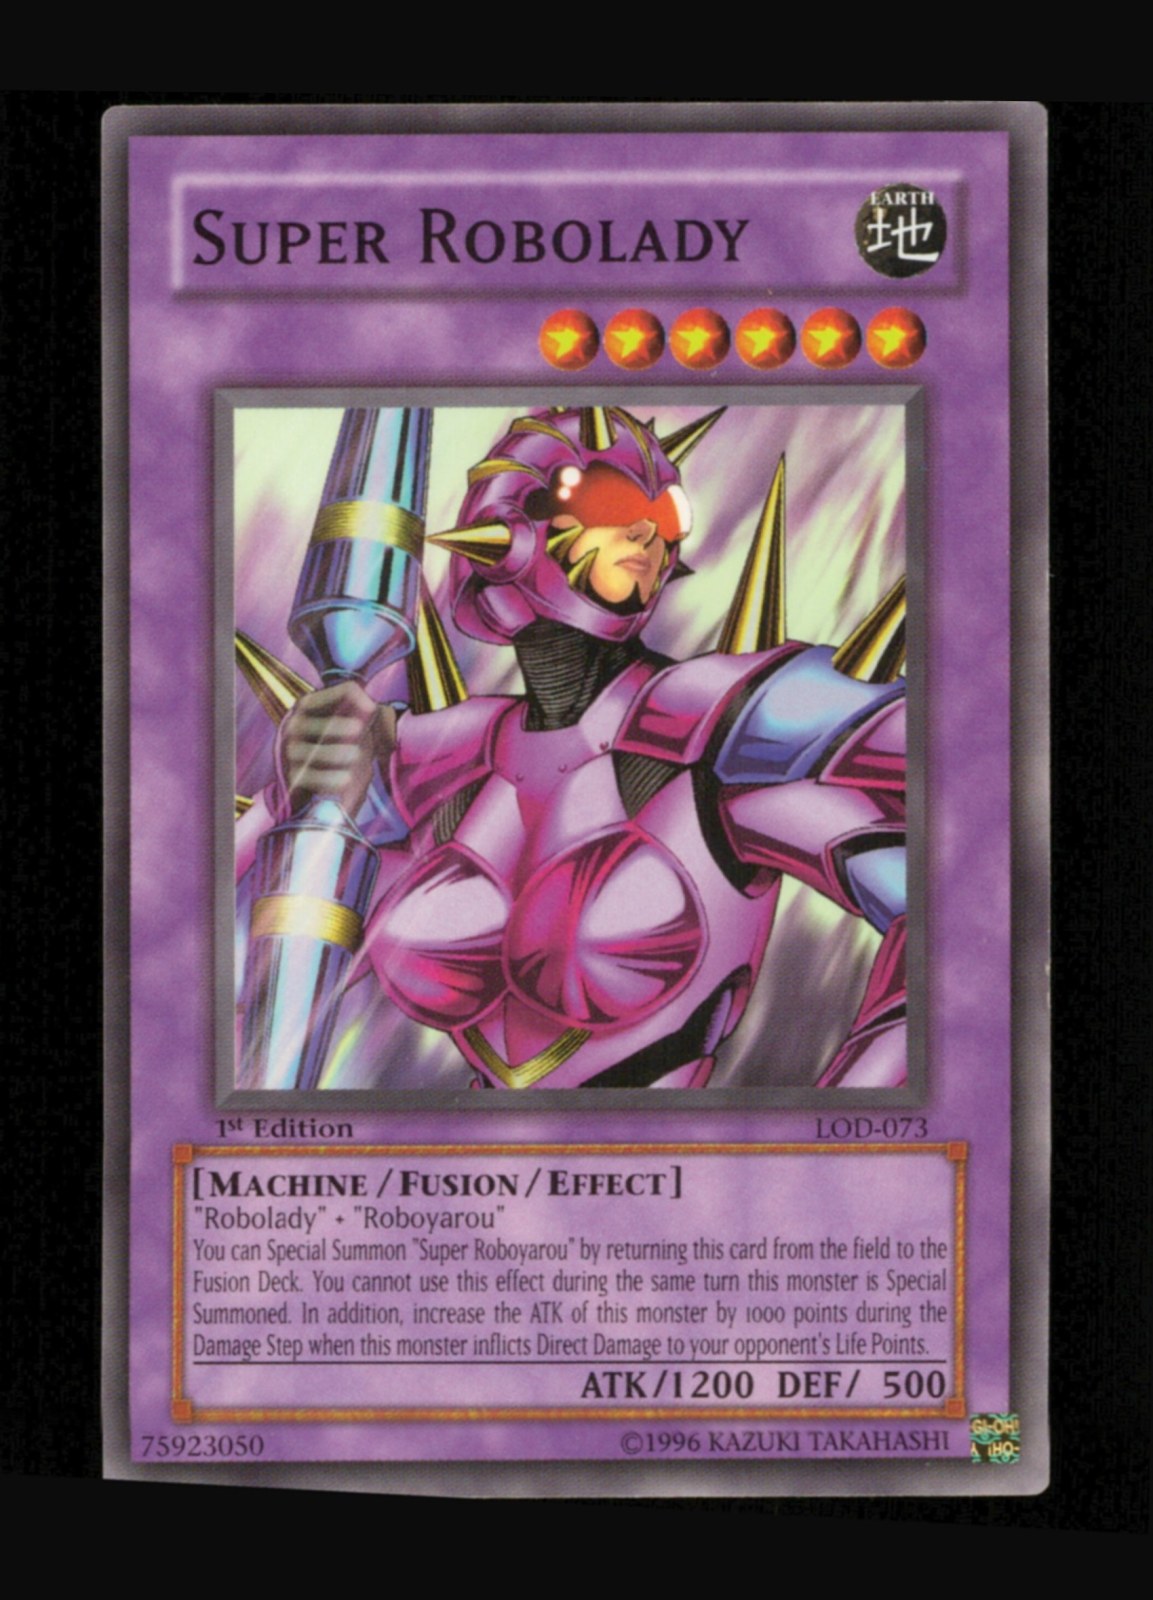 SUPER ROBOLADY
EARTH
地
1st Edition
LOD-073
[MACHINE / FUSION / EFFECT]
"Robolady" + "Roboyarou"
You can Special Summon "Super Roboyarou" by returning this card from the field to the
Fusion Deck. You cannot use this effect during the same turn this monster is Special
Summoned. In addition, increase the ATK of this monster by 1000 points during the
Damage Step when this monster inflicts Direct Damage to your opponent's Life Points.
ATK/1200 DEF/ 500
75923050
©1996 KAZUKI TAKAHASHI
GI-OH!